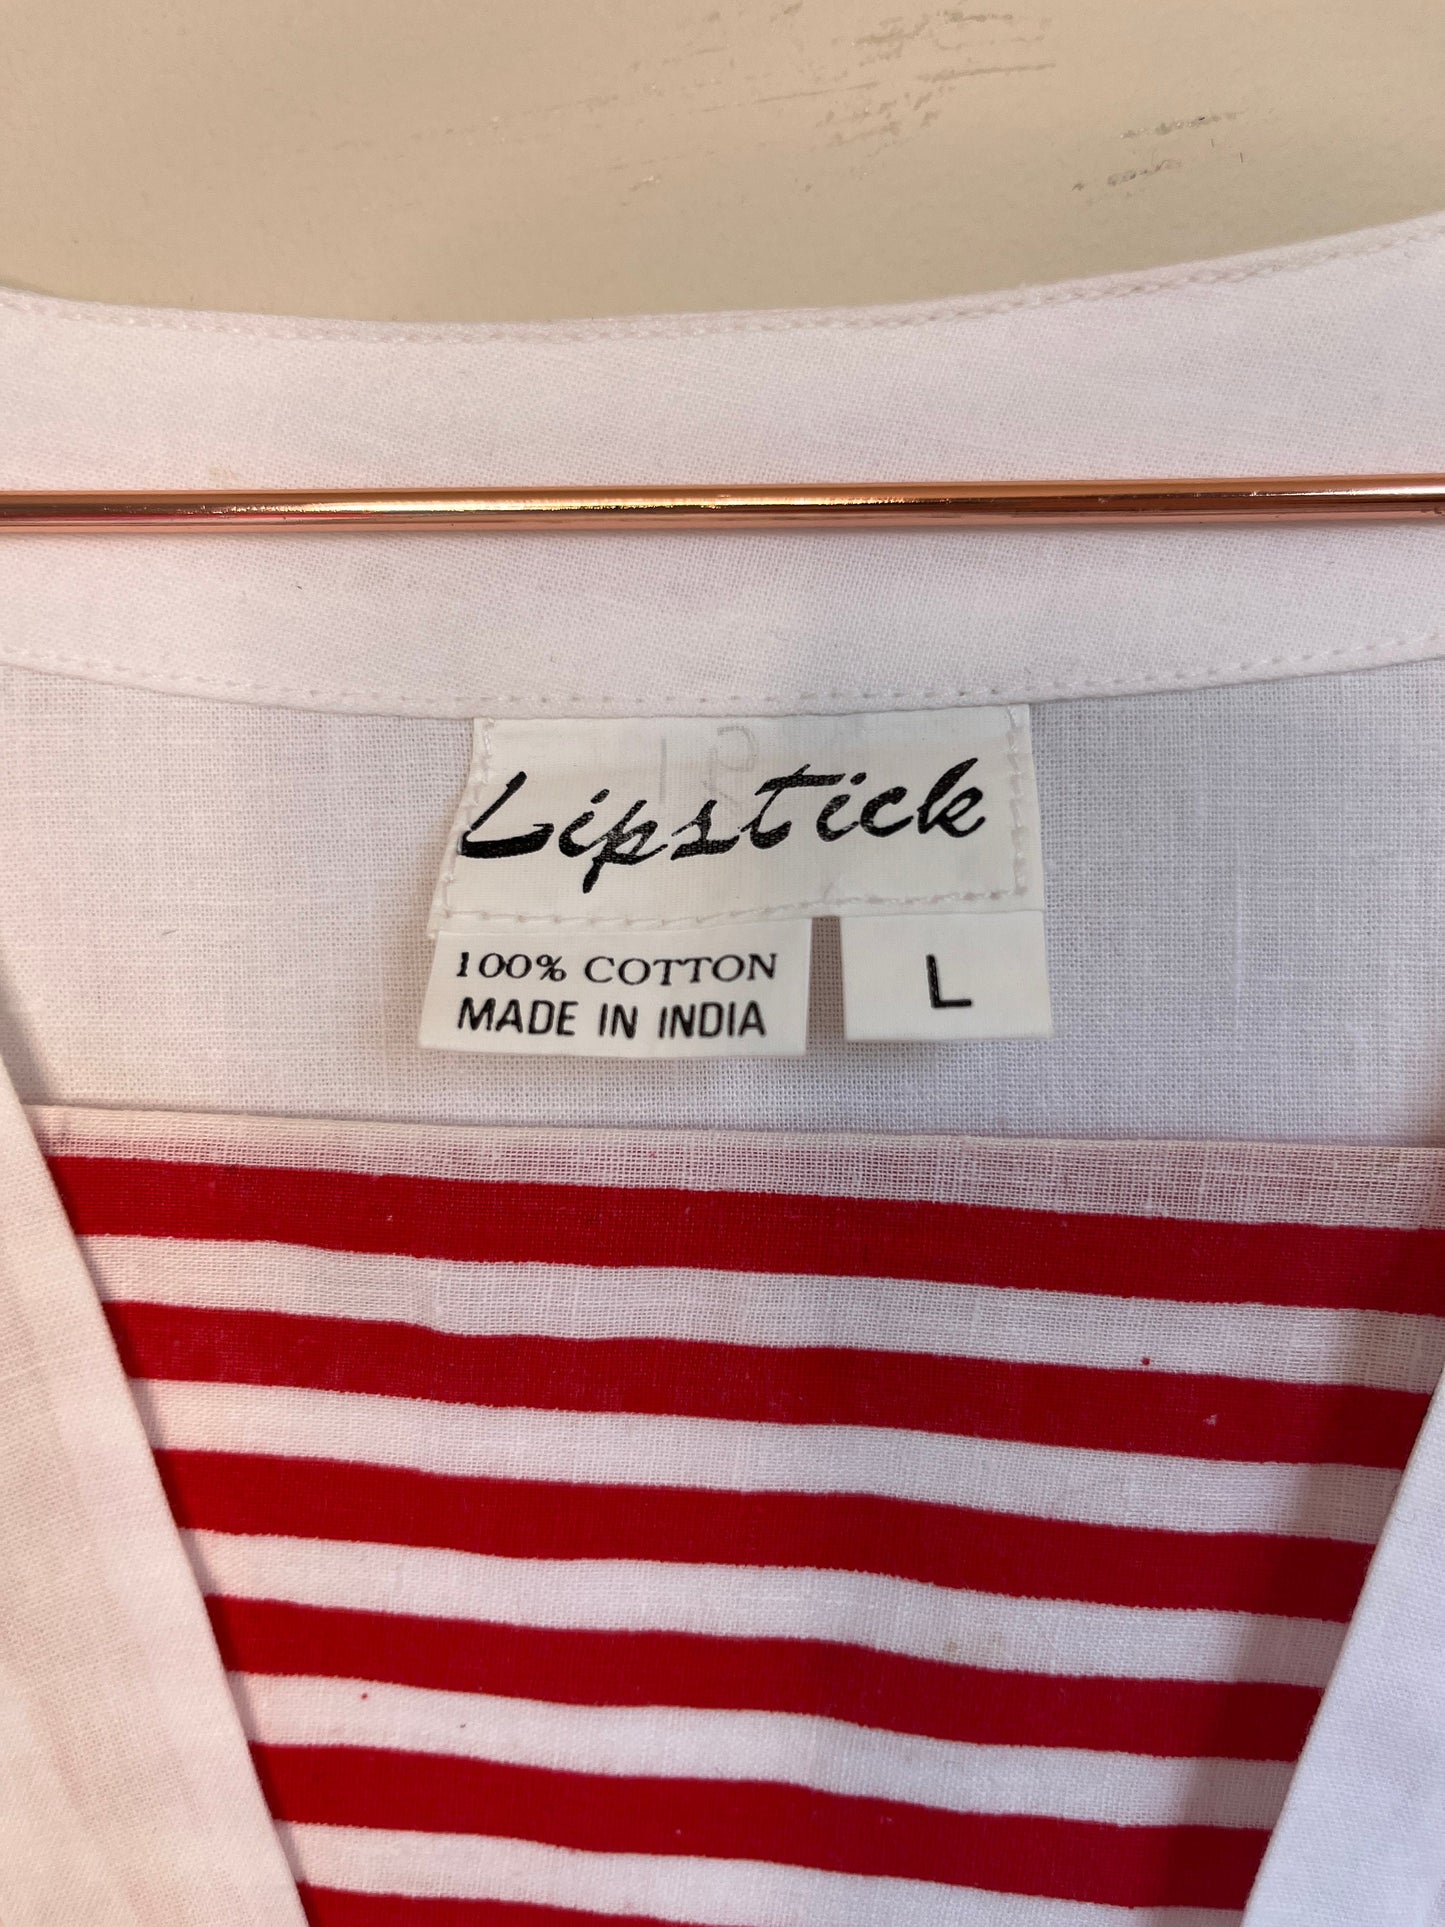 Lipstick
100% COTTON
MADE IN INDIA
L